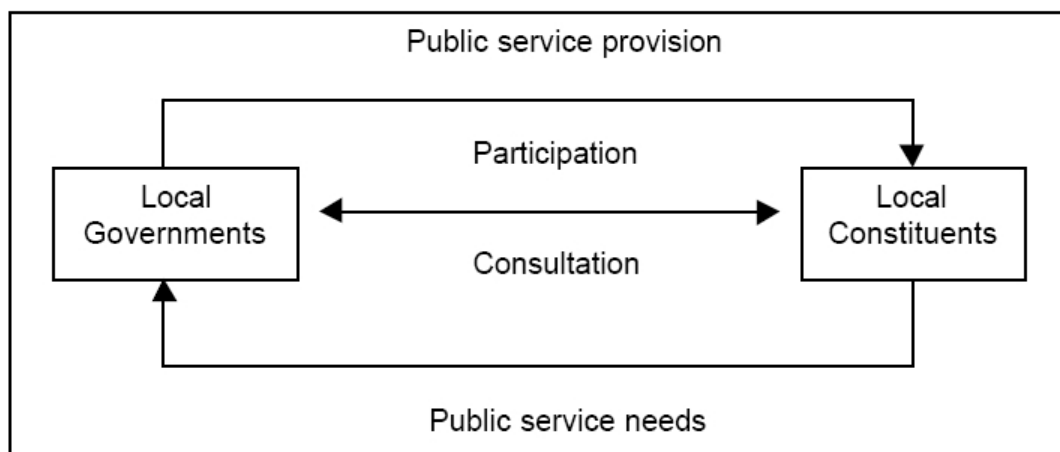 Public service provision
Participation
Local
Governments
Local
Constituents
Consultation
Public service needs